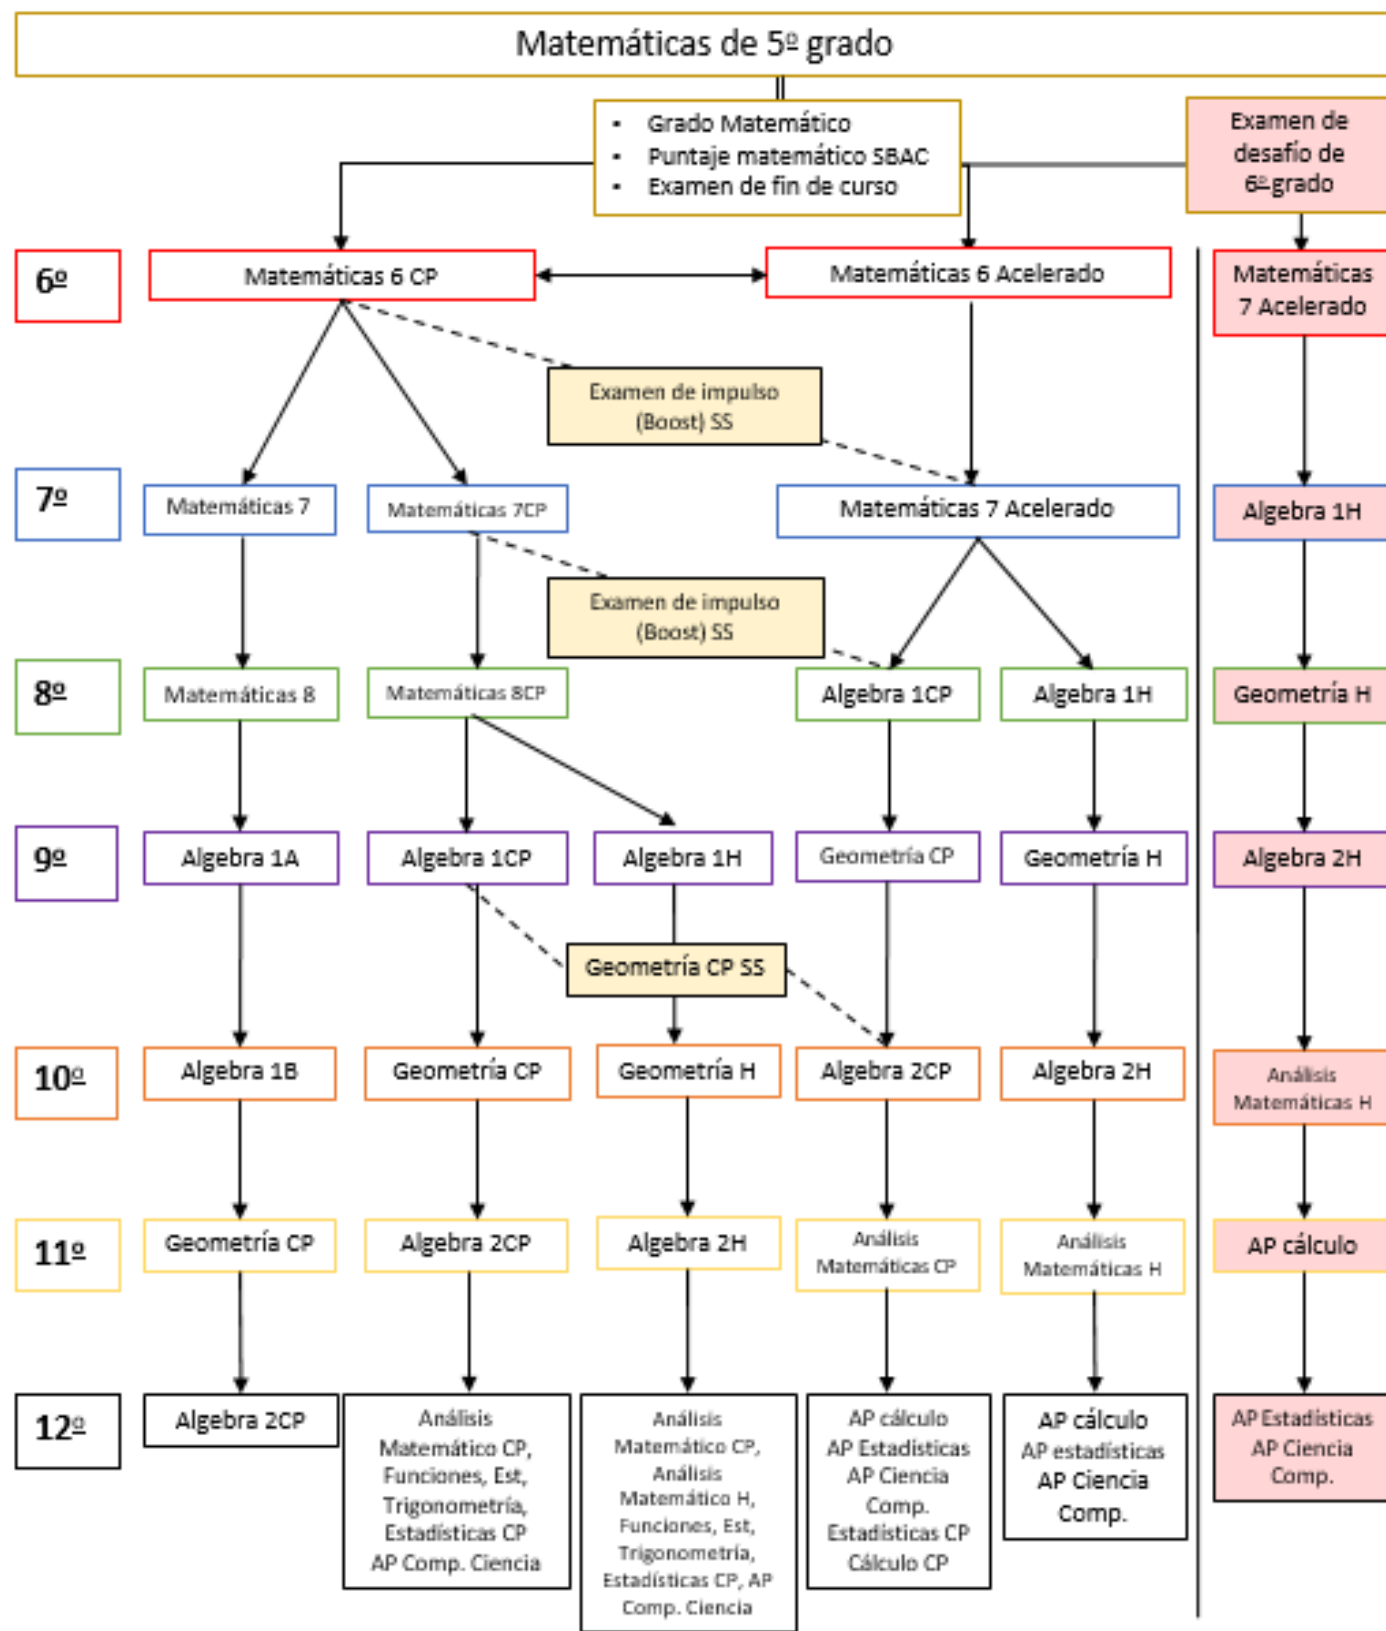 Matemáticas de 5º grado
▪ Grado Matemático
▪ Puntaje matemático SBAC
▪ Examen de fin de curso
Examen de
desafío de
6º grado
6º
Matemáticas 6 CP
Matemáticas 6 Acelerado
Matemáticas
7 Acelerado
Examen de impulso
(Boost) SS
7º
Matemáticas 7
Matemáticas 7CP
Matemáticas 7 Acelerado
Algebra 1H
Examen de impulso
(Boost) SS
8º
Matemáticas 8
Matemáticas 8CP
Algebra 1CP
Algebra 1H
Geometría H
9º
Algebra 1A
Algebra 1CP
Algebra 1H
Geometría CP
Geometría H
Algebra 2H
Geometría CP SS
10º
Algebra 1B
Geometría CP
Geometría H
Algebra 2CP
Algebra 2H
Análisis
Matemáticas H
11º
Geometría CP
Algebra 2CP
Algebra 2H
Análisis
Matemáticas CP
Análisis
Matemáticas H
AP cálculo
12º
Algebra 2CP
Análisis
Matemático CP,
Funciones, Est,
Trigonometría,
Estadísticas CP
AP Comp. Ciencia
Análisis
Matemático CP,
Análisis
Matemático H,
Funciones, Est,
Trigonometría,
Estadísticas CP, AP
Comp. Ciencia
AP cálculo
AP Estadísticas
AP Ciencia
Comp.
Estadísticas CP
Cálculo CP
AP cálculo
AP estadísticas
AP Ciencia
Comp.
AP Estadísticas
AP Ciencia
Comp.